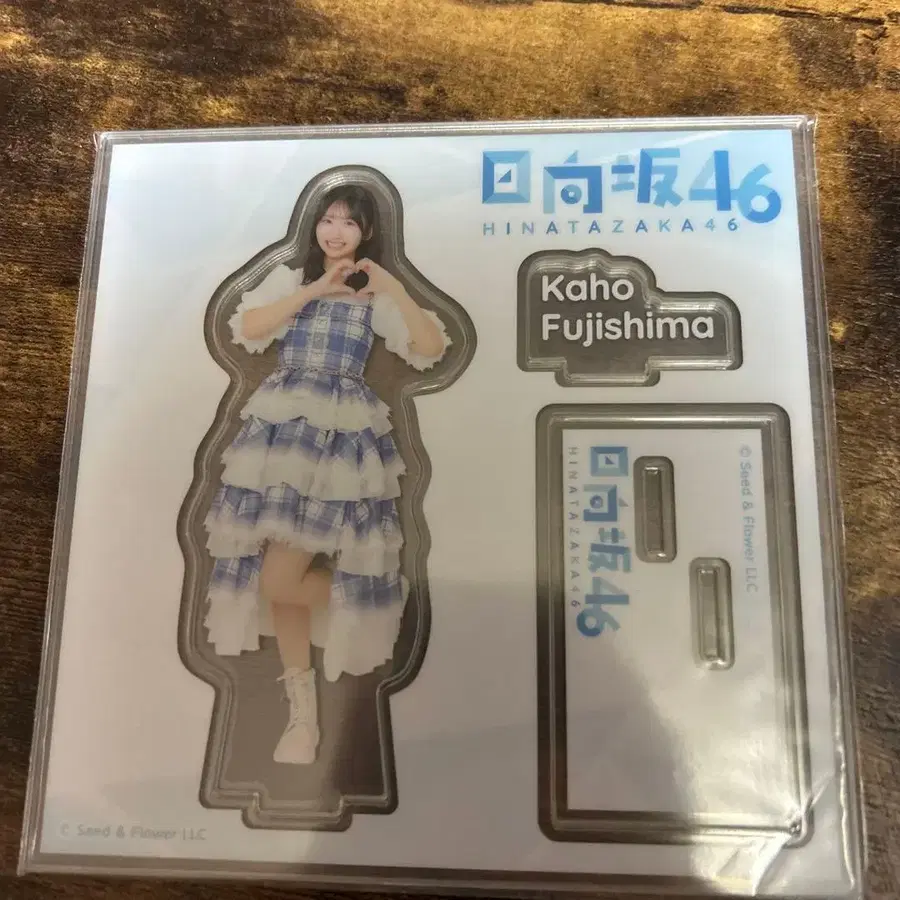 日向坂46
HINATAZAKA46
Kaho
Fujishima
日向坂46
HINATAZAKA46
© Seed & Flower LLC
© Seed & Flower LLC